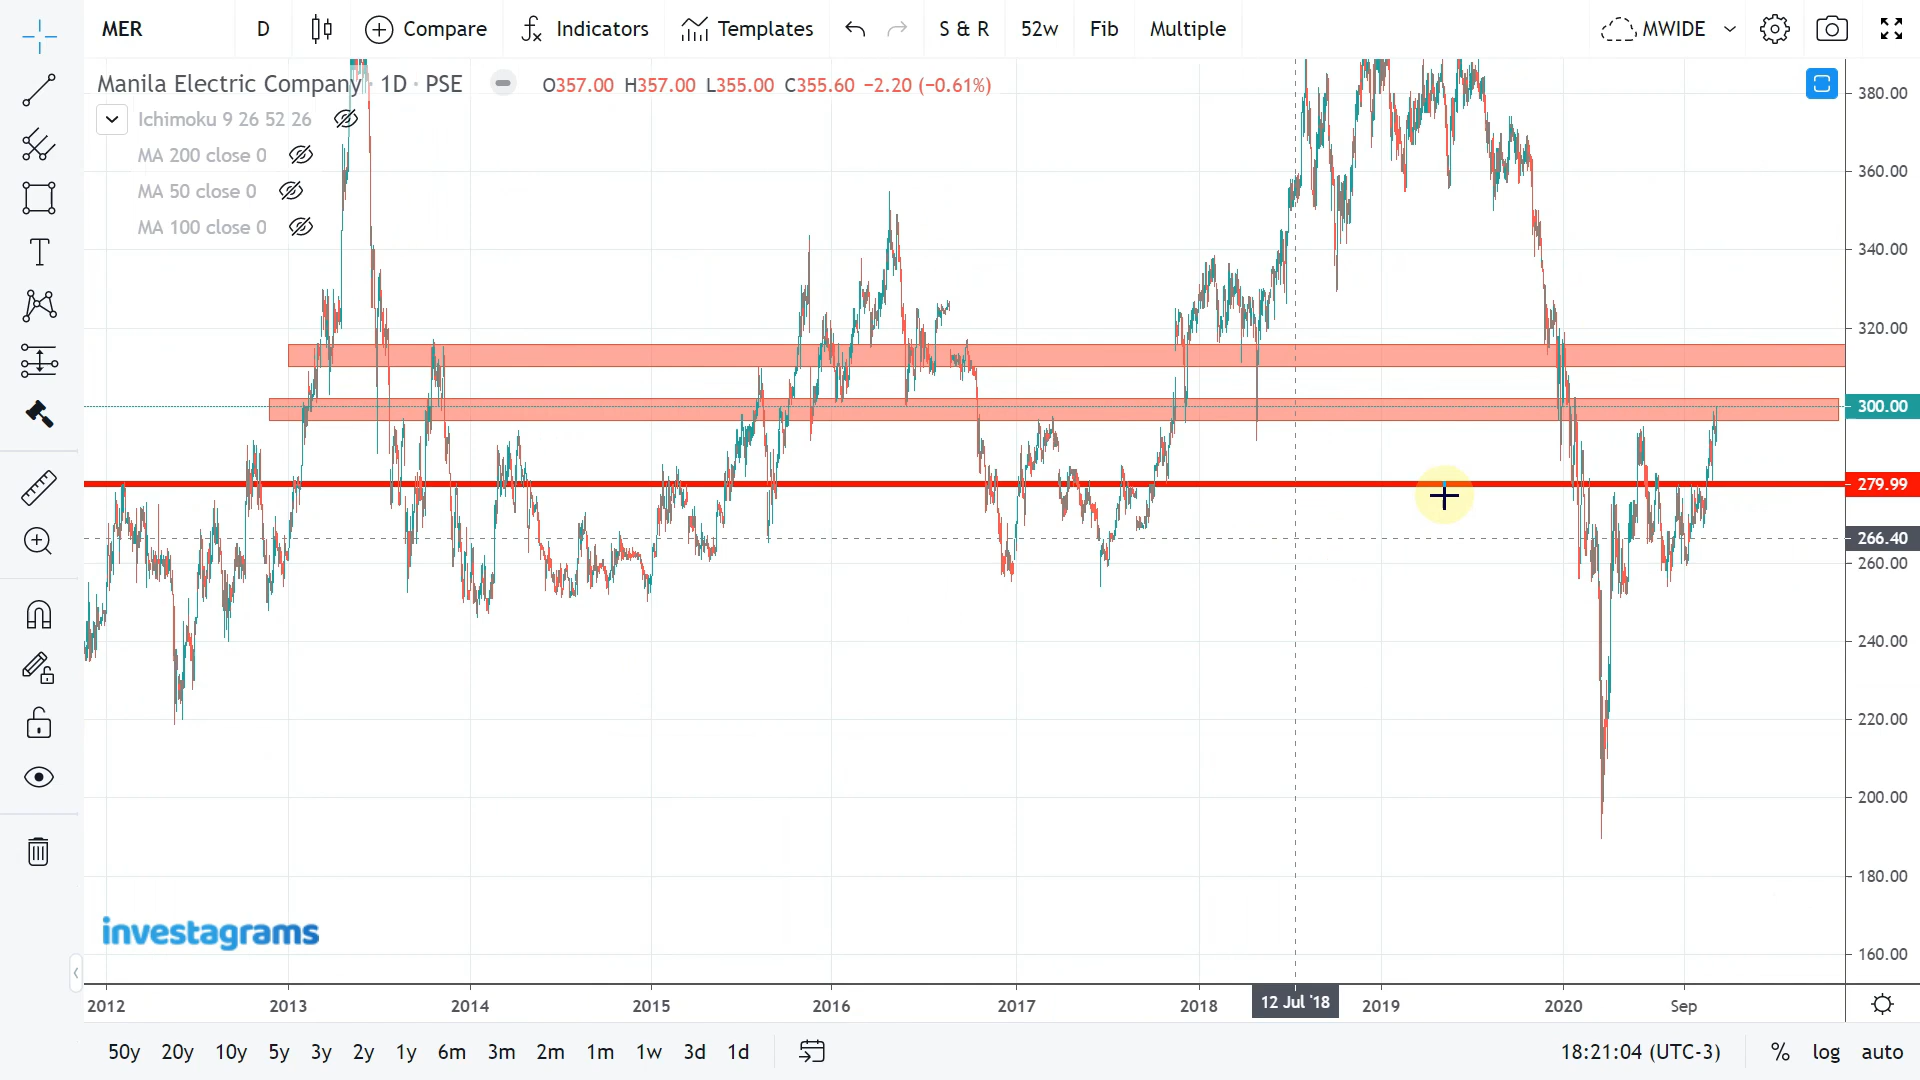 MER D Compare Indicators Templates S & R 52w Fib Multiple MWIDE
Manila Electric Company · 1D · PSE O357.00 H357.00 L355.00 C355.60 −2.20 (−0.61%)
Ichimoku 9 26 52 26
MA 200 close 0
MA 50 close 0
MA 100 close 0
380.00
360.00
340.00
320.00
300.00
279.99
266.40
260.00
240.00
220.00
200.00
180.00
160.00
investagrams
2012 2013 2014 2015 2016 2017 2018 12 Jul '18 2019 2020 Sep
50y 20y 10y 5y 3y 2y 1y 6m 3m 2m 1m 1w 3d 1d 18:21:04 (UTC-3) % log auto